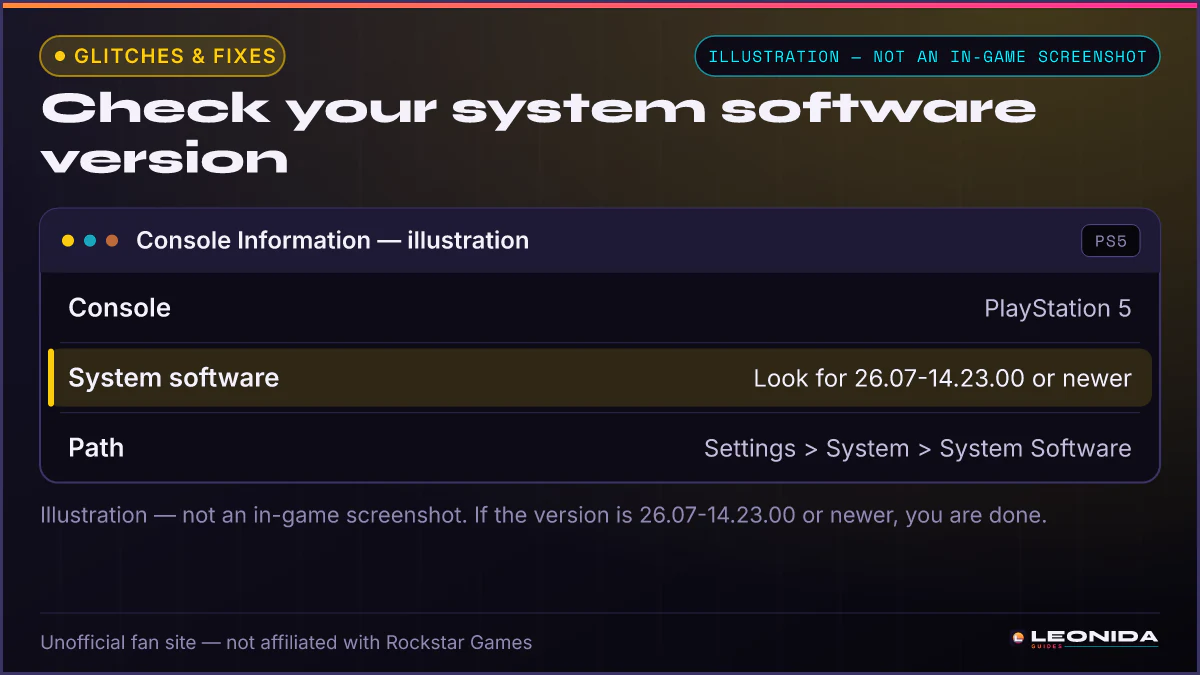 GLITCHES & FIXES
ILLUSTRATION — NOT AN IN-GAME SCREENSHOT
Check your system software
version
Console Information — illustration
PS5
Console
PlayStation 5
System software
Look for 26.07-14.23.00 or newer
Path
Settings > System > System Software
Illustration — not an in-game screenshot. If the version is 26.07-14.23.00 or newer, you are done.
Unofficial fan site — not affiliated with Rockstar Games
LEONIDA
GUIDES